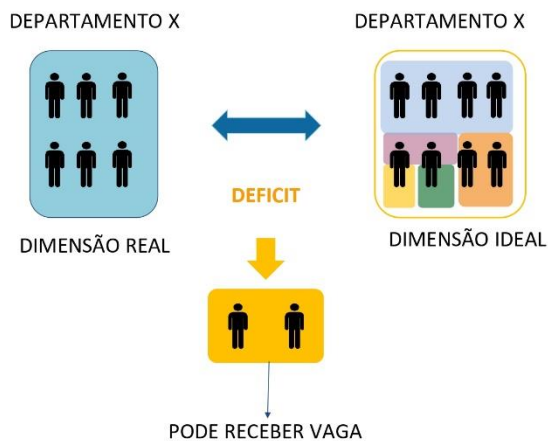 DEPARTAMENTO X
DEPARTAMENTO X
DEFICIT
DIMENSÃO REAL
DIMENSÃO IDEAL
PODE RECEBER VAGA